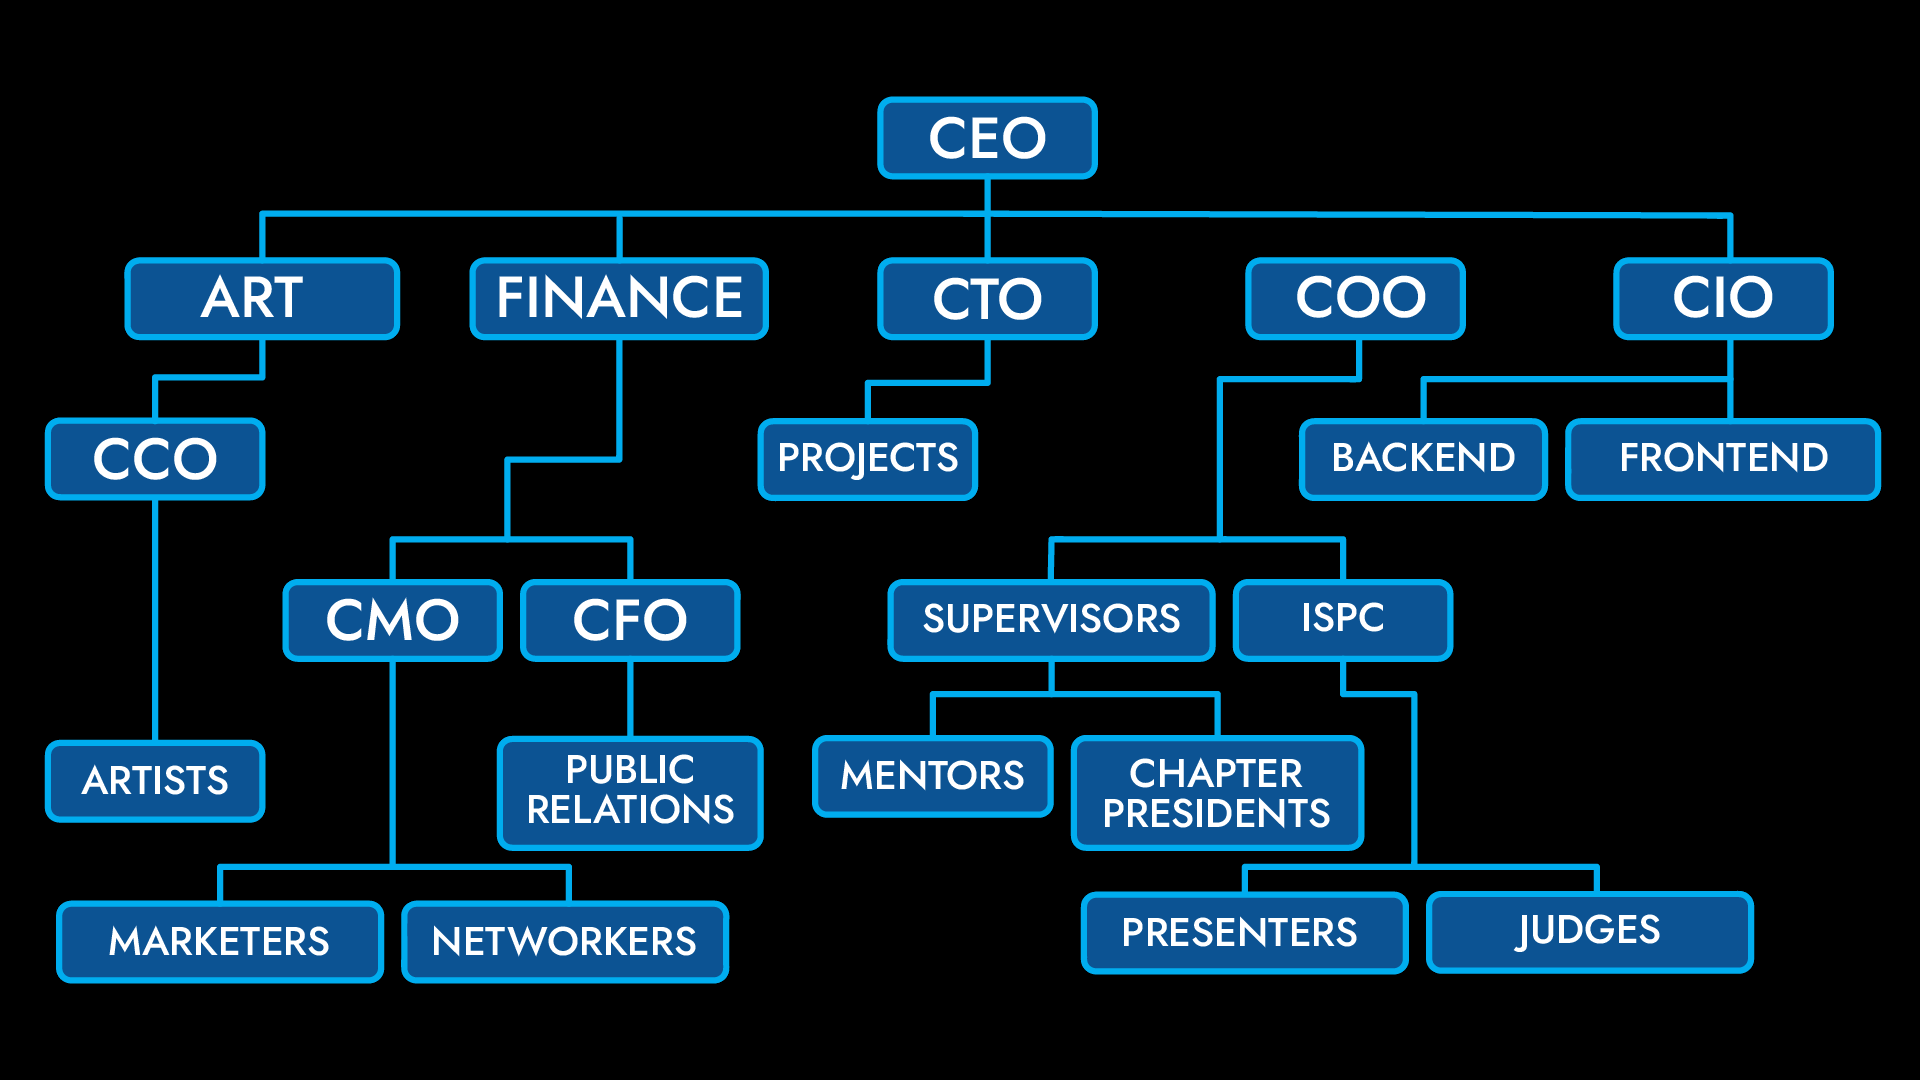 CEO
ART
FINANCE
CTO
COO
CIO
CCO
PROJECTS
BACKEND
FRONTEND
CMO
CFO
SUPERVISORS
ISPC
ARTISTS
PUBLIC
RELATIONS
MENTORS
CHAPTER
PRESIDENTS
MARKETERS
NETWORKERS
PRESENTERS
JUDGES